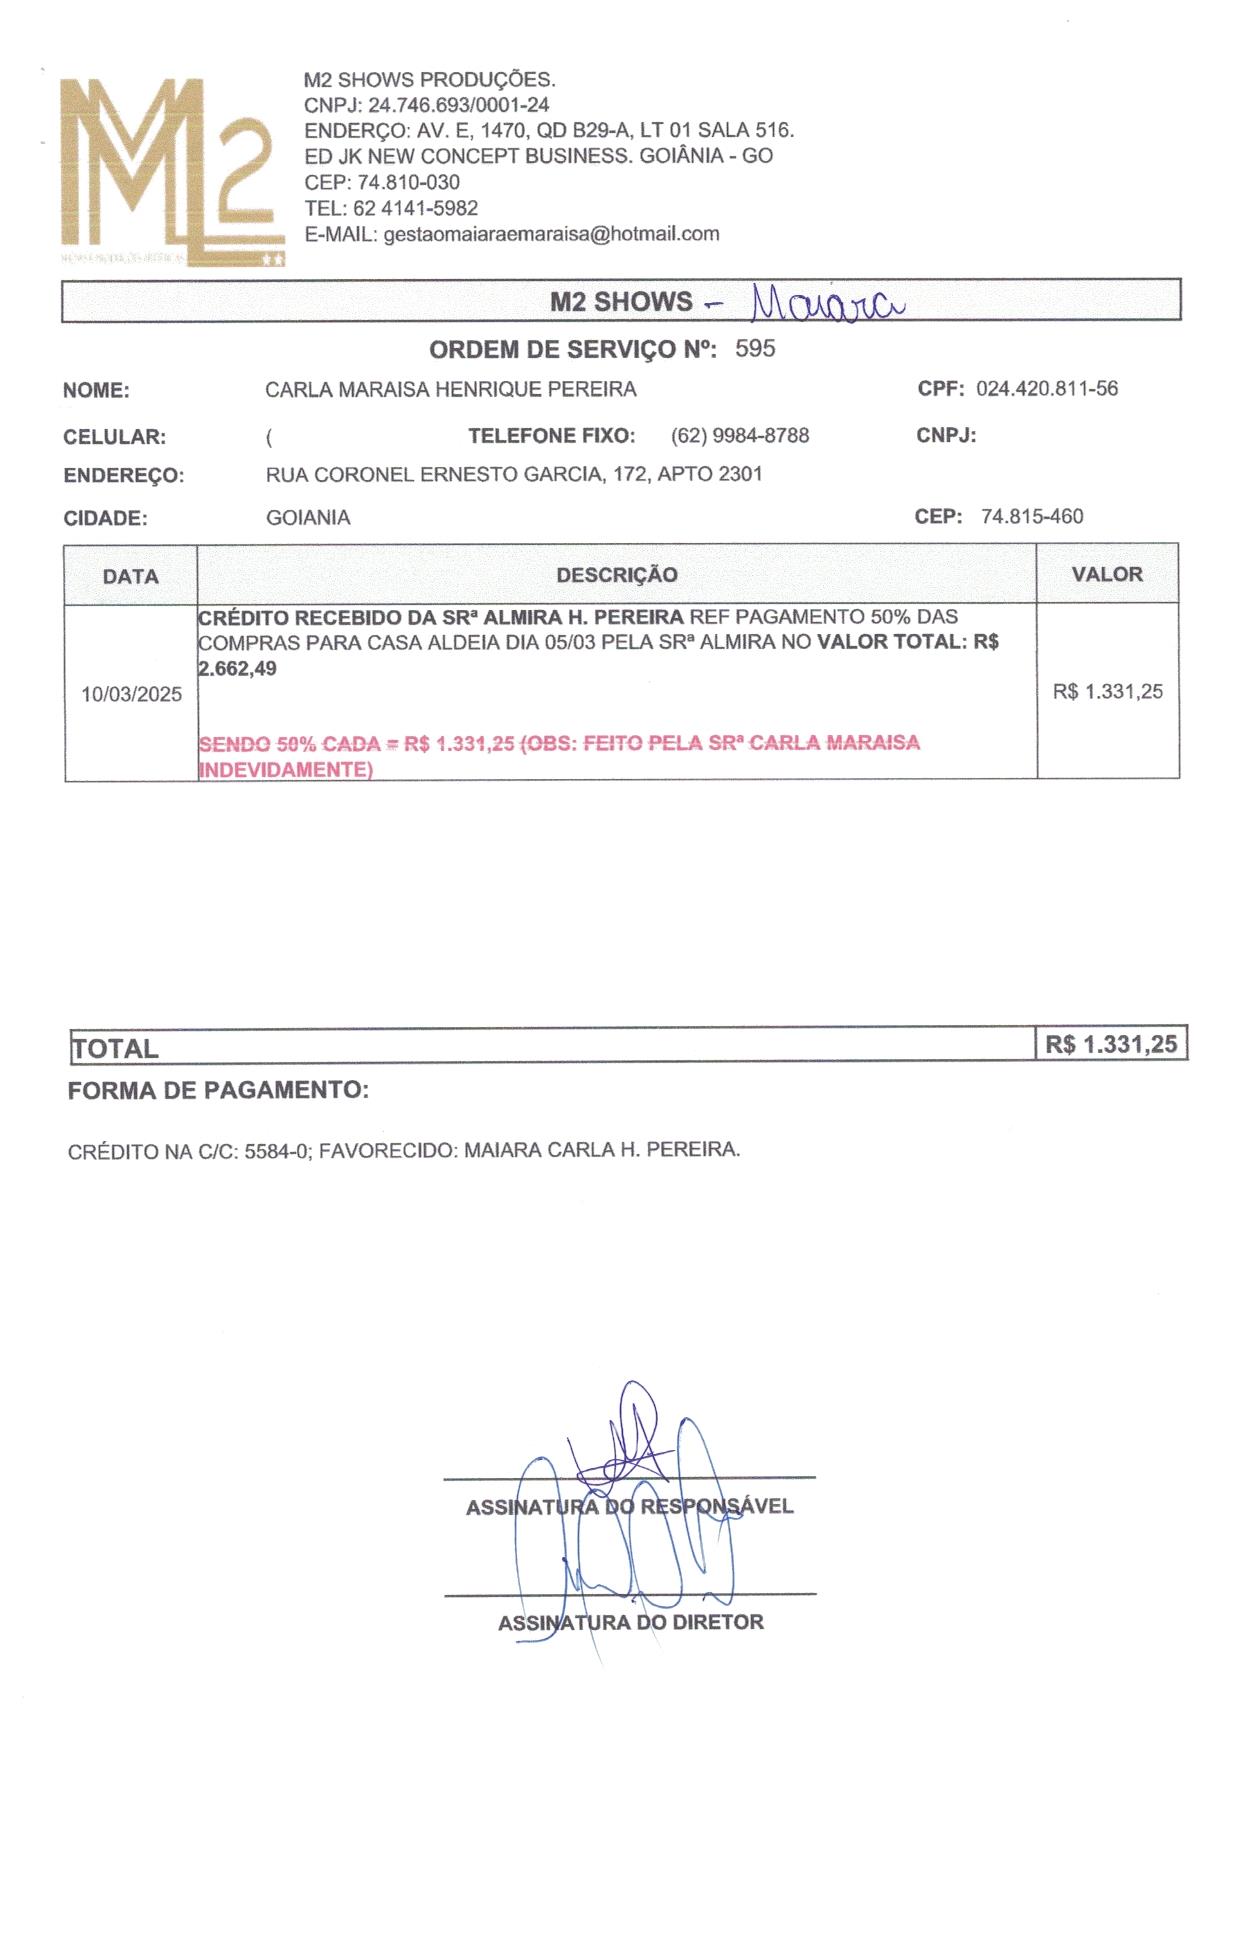 M2
M2 SHOWS PRODUÇÕES.
CNPJ: 24.746.693/0001-24
ENDERÇO: AV. E, 1470, QD B29-A, LT 01 SALA 516.
ED JK NEW CONCEPT BUSINESS. GOIÂNIA - GO
CEP: 74.810-030
TEL: 62 4141-5982
E-MAIL: gestaomaiaraemaraisa@hotmail.com
M2 SHOWS - Maiara
ORDEM DE SERVIÇO Nº: 595
NOME: CARLA MARAISA HENRIQUE PEREIRA CPF: 024.420.811-56
CELULAR: ( TELEFONE FIXO: (62) 9984-8788 CNPJ:
ENDEREÇO: RUA CORONEL ERNESTO GARCIA, 172, APTO 2301
CIDADE: GOIANIA CEP: 74.815-460
DATA DESCRIÇÃO VALOR
CRÉDITO RECEBIDO DA SRª ALMIRA H. PEREIRA REF PAGAMENTO 50% DAS
COMPRAS PARA CASA ALDEIA DIA 05/03 PELA SRª ALMIRA NO VALOR TOTAL: R$
2.662,49
10/03/2025 R$ 1.331,25
SENDO 50% CADA = R$ 1.331,25 (OBS: FEITO PELA SRª CARLA MARAISA
INDEVIDAMENTE)
TOTAL R$ 1.331,25
FORMA DE PAGAMENTO:
CRÉDITO NA C/C: 5584-0; FAVORECIDO: MAIARA CARLA H. PEREIRA.
ASSINATURA DO RESPONSÁVEL
ASSINATURA DO DIRETOR